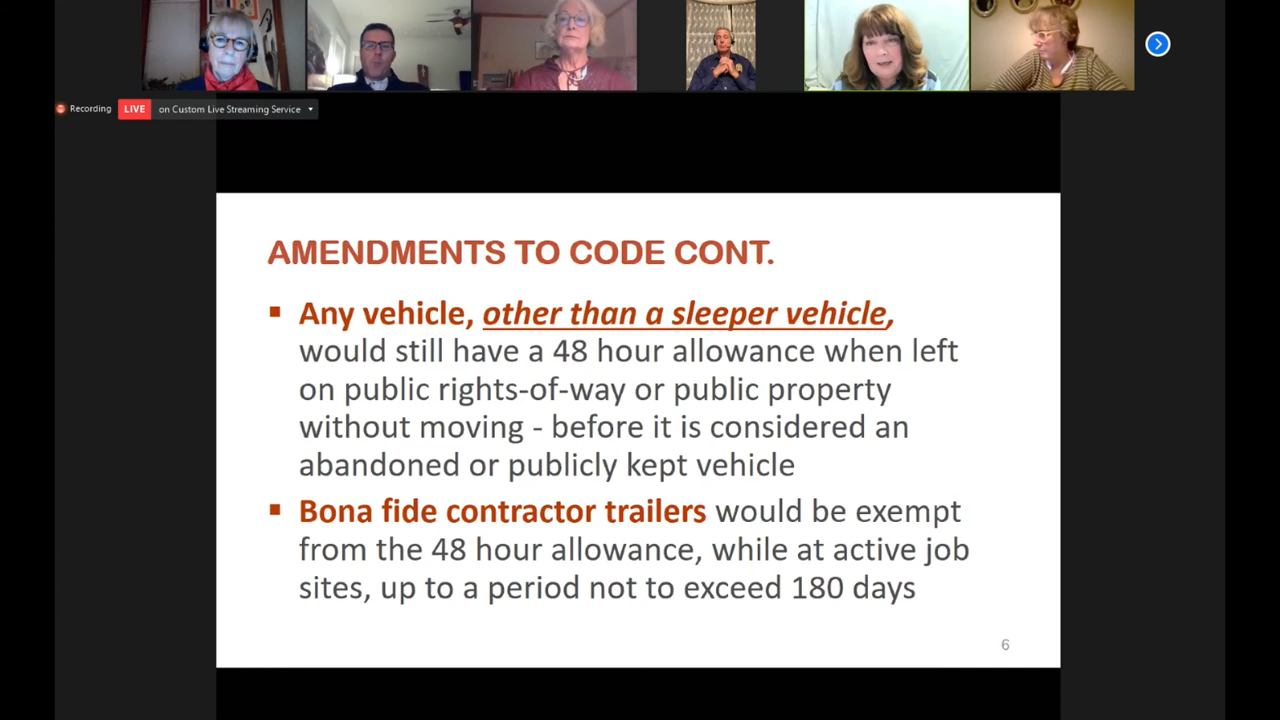 Recording LIVE on Custom Live Streaming Service
AMENDMENTS TO CODE CONT.
▪ Any vehicle, other than a sleeper vehicle,
would still have a 48 hour allowance when left
on public rights-of-way or public property
without moving - before it is considered an
abandoned or publicly kept vehicle
▪ Bona fide contractor trailers would be exempt
from the 48 hour allowance, while at active job
sites, up to a period not to exceed 180 days
6